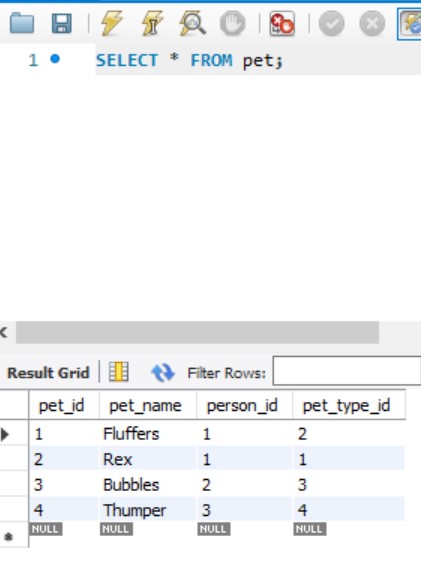 1 SELECT * FROM pet;
Result Grid Filter Rows:
pet_id pet_name person_id pet_type_id
1 Fluffers 1 2
2 Rex 1 1
3 Bubbles 2 3
4 Thumper 3 4
NULL NULL NULL NULL